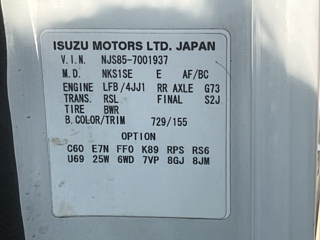 ISUZU MOTORS LTD. JAPAN
V.I.N. NJS85-7001937
M.D. NKS1SE E AF/BC
ENGINE LFB/4JJ1 RR AXLE G73
TRANS. RSL FINAL S2J
TIRE BWR
B.COLOR/TRIM 729/155
OPTION
C60 E7N FF0 K89 RPS RS6
U69 25W 6WD 7VP 8GJ 8JM